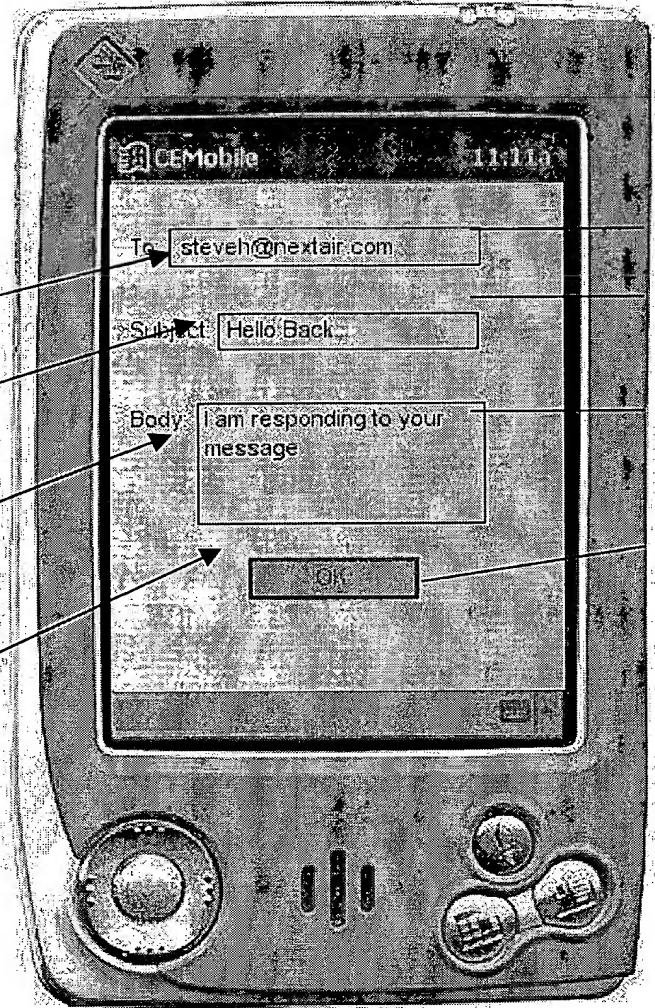 CEMobile 11:11a
To: steveh@nextair.com
Subject: Hello Back
Body: I am responding to your
message
OK